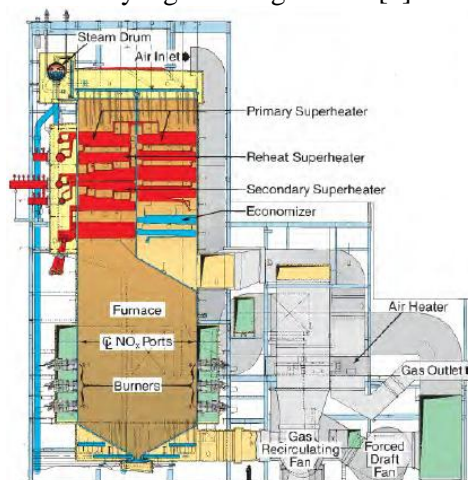 Steam Drum
Air Inlet
Primary Superheater
Reheat Superheater
Secondary Superheater
Economizer
Furnace
Air Heater
℄ NOx Ports
Gas Outlet
Burners
Gas
Recirculating
Fan
Forced
Draft
Fan